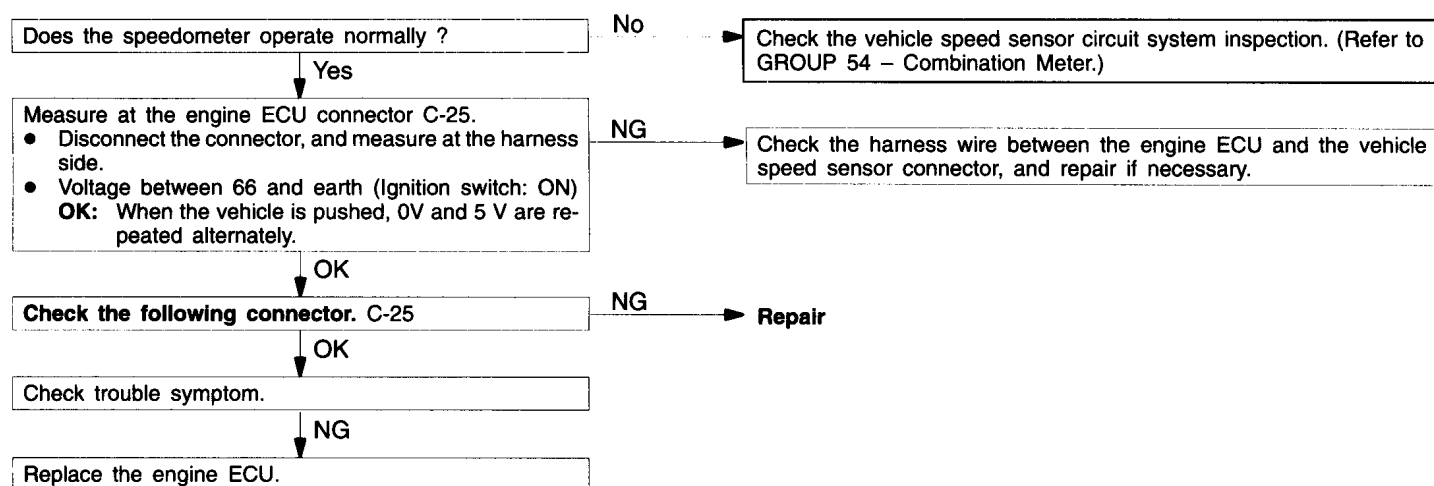 Does the speedometer operate normally ?
No
Check the vehicle speed sensor circuit system inspection. (Refer to
GROUP 54 – Combination Meter.)
Yes
Measure at the engine ECU connector C-25.
● Disconnect the connector, and measure at the harness
side.
● Voltage between 66 and earth (Ignition switch: ON)
OK: When the vehicle is pushed, 0V and 5 V are re-
peated alternately.
NG
Check the harness wire between the engine ECU and the vehicle
speed sensor connector, and repair if necessary.
OK
Check the following connector. C-25
NG
Repair
OK
Check trouble symptom.
NG
Replace the engine ECU.